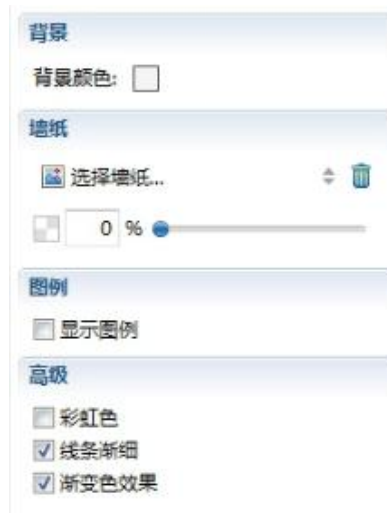 背景
背景颜色:
墙纸
选择墙纸...
0 %
图例
显示图例
高级
彩虹色
线条渐细
渐变色效果